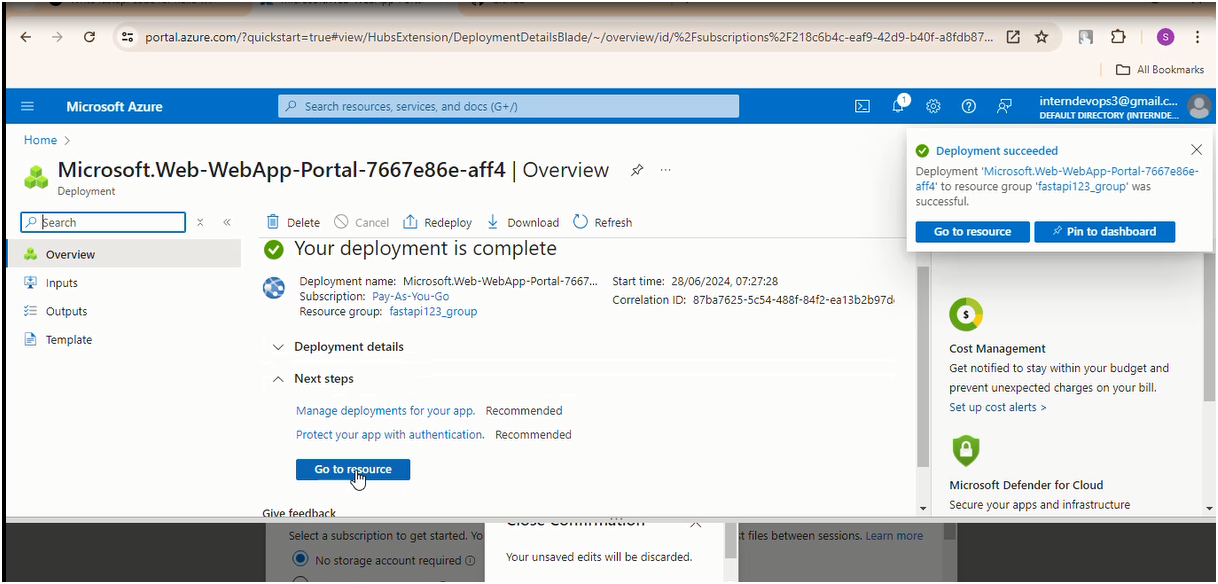 portal.azure.com/?quickstart=true#view/HubsExtension/DeploymentDetailsBlade/~/overview/id/%2Fsubscriptions%2F218c6b4c-eaf9-42d9-b40f-a8fdb87...
S
All Bookmarks
Microsoft Azure
Search resources, services, and docs (G+/)
1
interndevops3@gmail.c...
DEFAULT DIRECTORY (INTERNDE...
Home >
Microsoft.Web-WebApp-Portal-7667e86e-aff4 | Overview ...
Deployment
Deployment succeeded
Deployment 'Microsoft.Web-WebApp-Portal-7667e86e-
aff4' to resource group 'fastapi123_group' was
successful.
Go to resource Pin to dashboard
Search
Delete Cancel Redeploy Download Refresh
Overview
Inputs
Outputs
Template
Your deployment is complete
Deployment name: Microsoft.Web-WebApp-Portal-7667...
Subscription: Pay-As-You-Go
Resource group: fastapi123_group
Start time: 28/06/2024, 07:27:28
Correlation ID: 87ba7625-5c54-488f-84f2-ea13b2b97d
Deployment details
Next steps
Manage deployments for your app. Recommended
Protect your app with authentication. Recommended
Go to resource
Give feedback
Cost Management
Get notified to stay within your budget and
prevent unexpected charges on your bill.
Set up cost alerts >
Microsoft Defender for Cloud
Secure your apps and infrastructure
Close Confirmation
Your unsaved edits will be discarded.
Select a subscription to get started. Yo
t files between sessions. Learn more
No storage account required